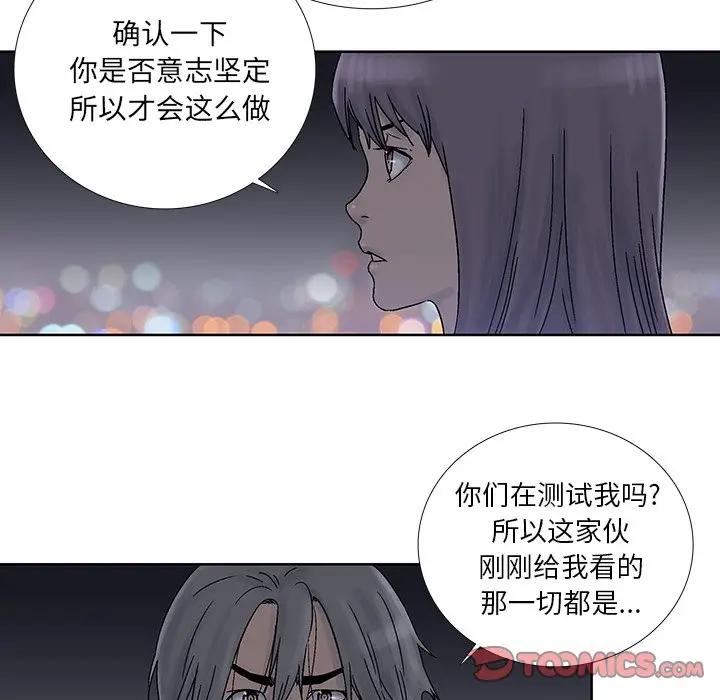 确认一下
你是否意志坚定
所以才会这么做
你们在测试我吗?
所以这家伙
刚刚给我看的
那一切都是...
TOOMICS.COM